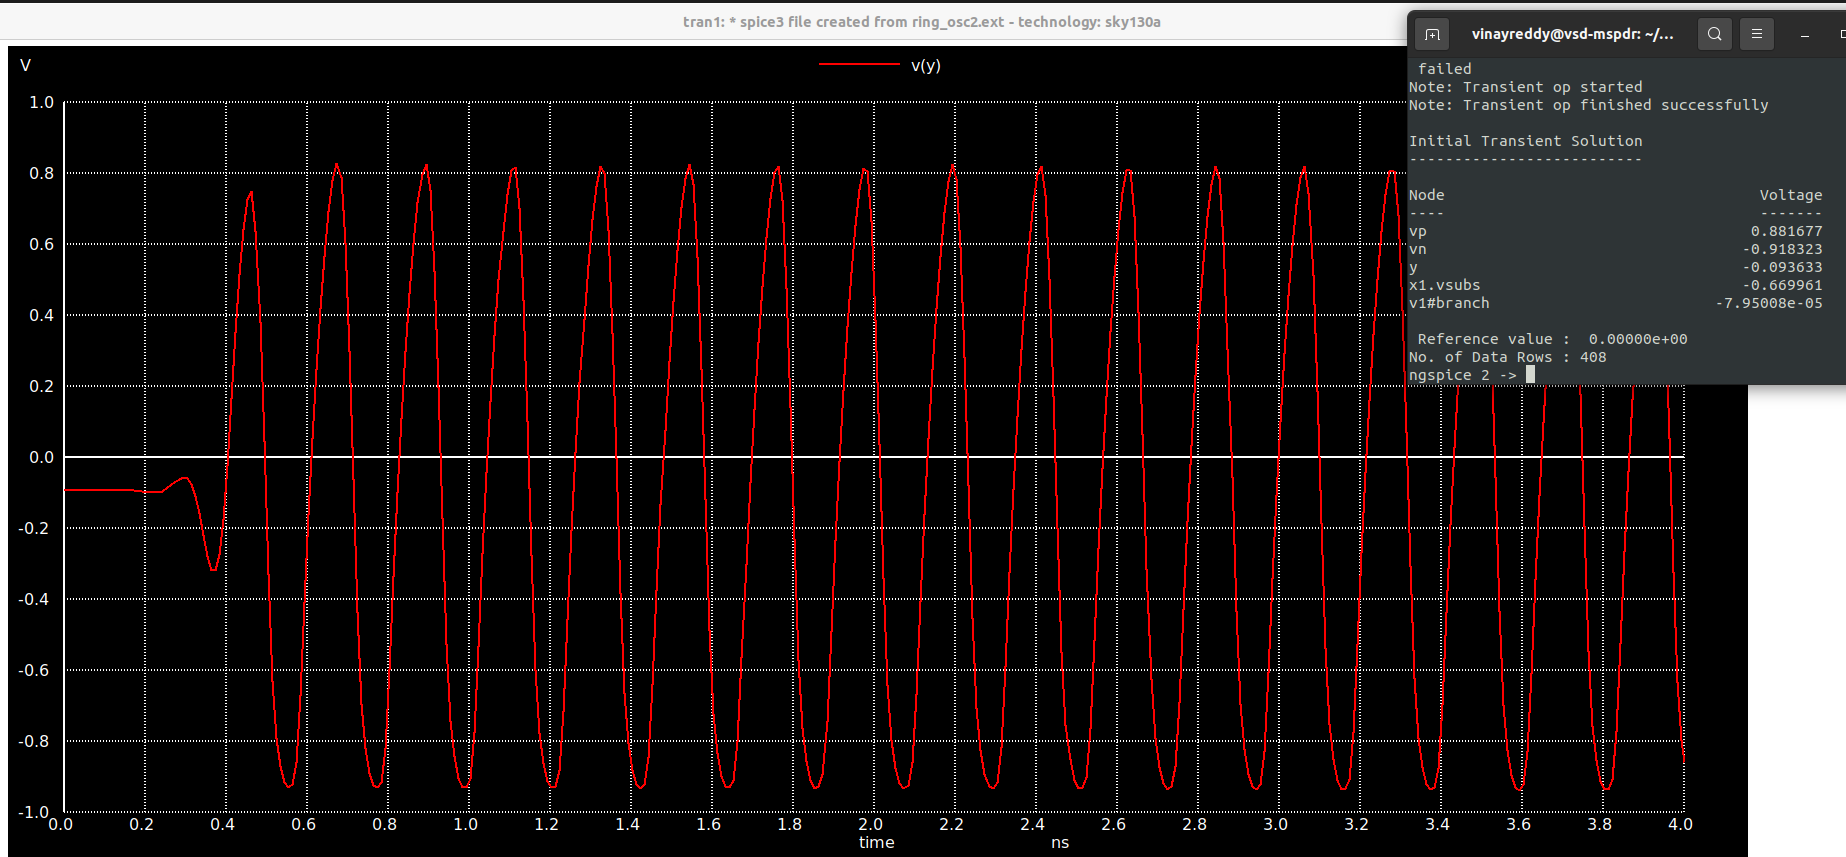 tran1: * spice3 file created from ring_osc2.ext - technology: sky130a
V
v(y)
1.0
0.8
0.6
0.4
0.2
0.0
-0.2
-0.4
-0.6
-0.8
-1.0
0.0 0.2 0.4 0.6 0.8 1.0 1.2 1.4 1.6 1.8 2.0 2.2 2.4 2.6 2.8 3.0 3.2 3.4 3.6 3.8 4.0
time ns
vinayreddy@vsd-mspdr: ~/...
failed
Note: Transient op started
Note: Transient op finished successfully
Initial Transient Solution
--------------------------
Node Voltage
---- -------
vp 0.881677
vn -0.918323
y -0.093633
x1.vsubs -0.669961
v1#branch -7.95008e-05
Reference value : 0.00000e+00
No. of Data Rows : 408
ngspice 2 ->